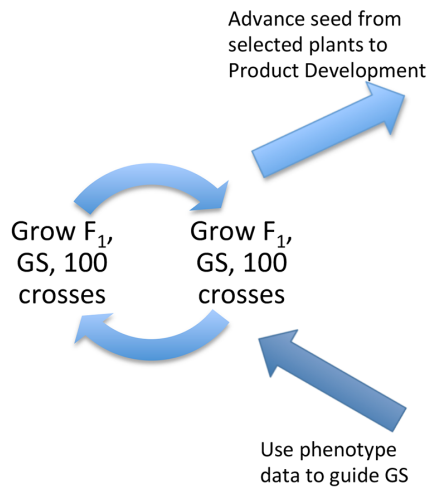 Advance seed from
selected plants to
Product Development
Grow F₁,
GS, 100
crosses
Grow F₁,
GS, 100
crosses
Use phenotype
data to guide GS